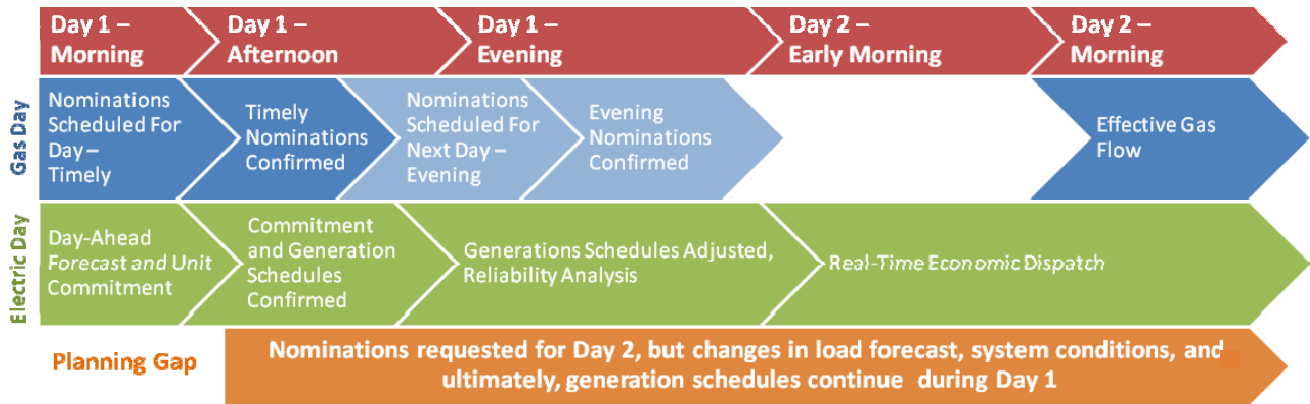 Day 1 –
Morning
Day 1 –
Afternoon
Day 1 –
Evening
Day 2 –
Early Morning
Day 2 –
Morning
Gas Day
Nominations
Scheduled For
Day –
Timely
Timely
Nominations
Confirmed
Nominations
Scheduled For
Next Day –
Evening
Evening
Nominations
Confirmed
Effective Gas
Flow
Electric Day
Day-Ahead
Forecast and Unit
Commitment
Commitment
and Generation
Schedules
Confirmed
Generations Schedules Adjusted,
Reliability Analysis
Real-Time Economic Dispatch
Planning Gap
Nominations requested for Day 2, but changes in load forecast, system conditions, and
ultimately, generation schedules continue during Day 1